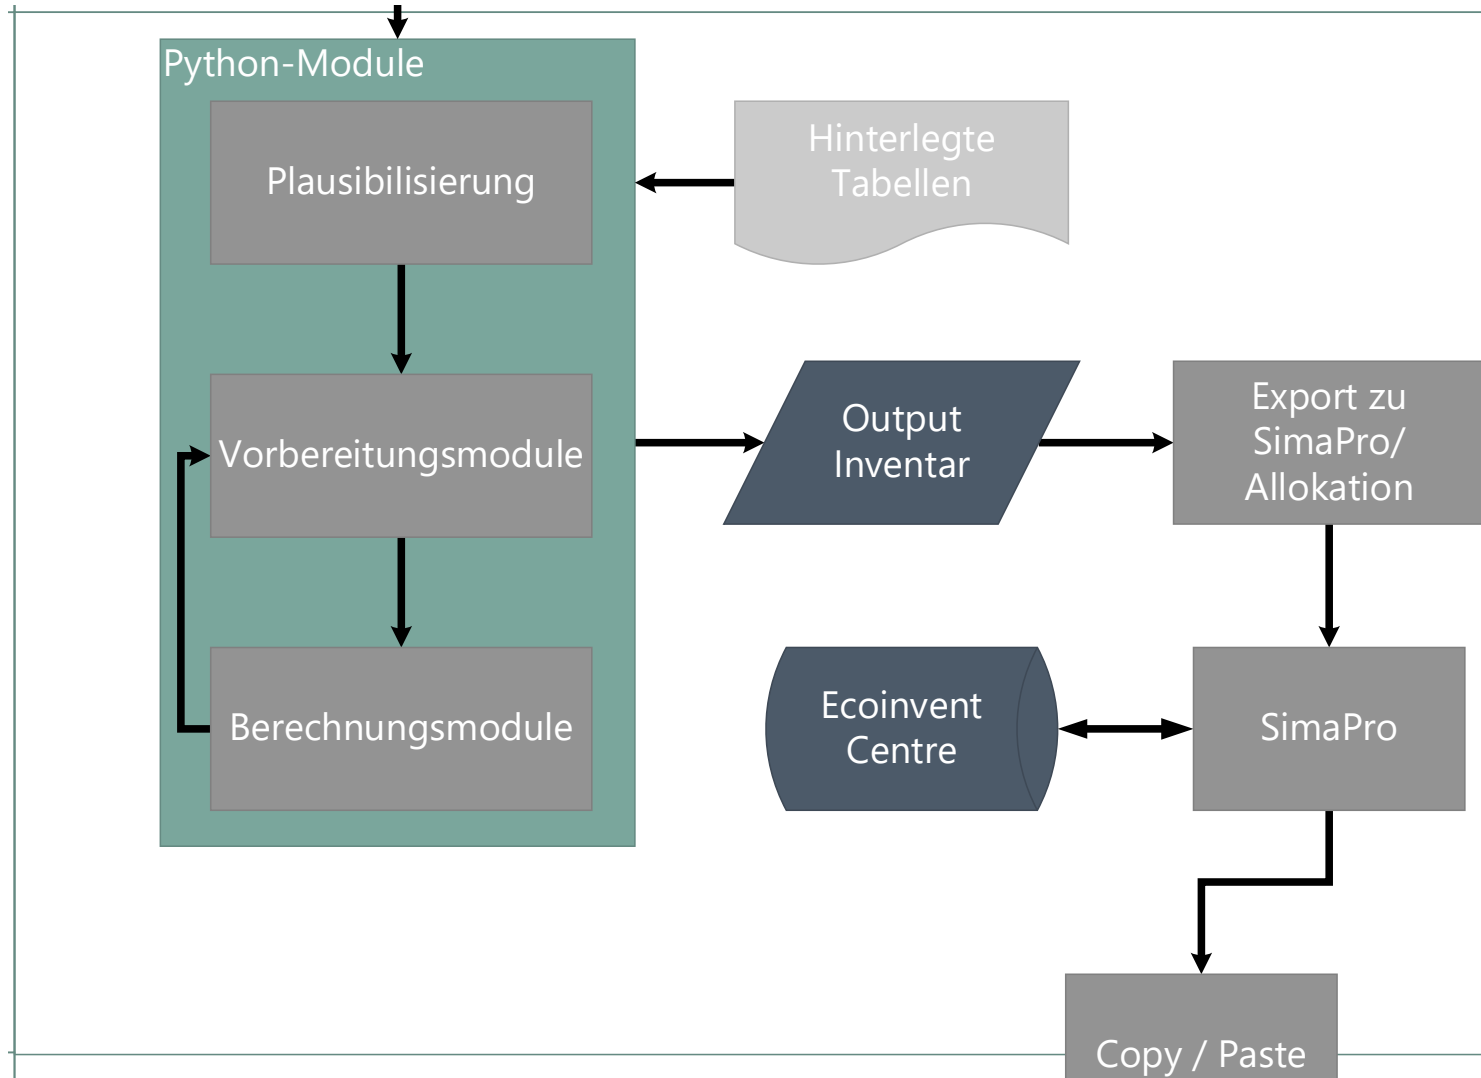 Python-Module
Plausibilisierung
Hinterlegte
Tabellen
Vorbereitungsmodule
Output
Inventar
Export zu
SimaPro/
Allokation
Berechnungsmodule
Ecoinvent
Centre
SimaPro
Copy / Paste